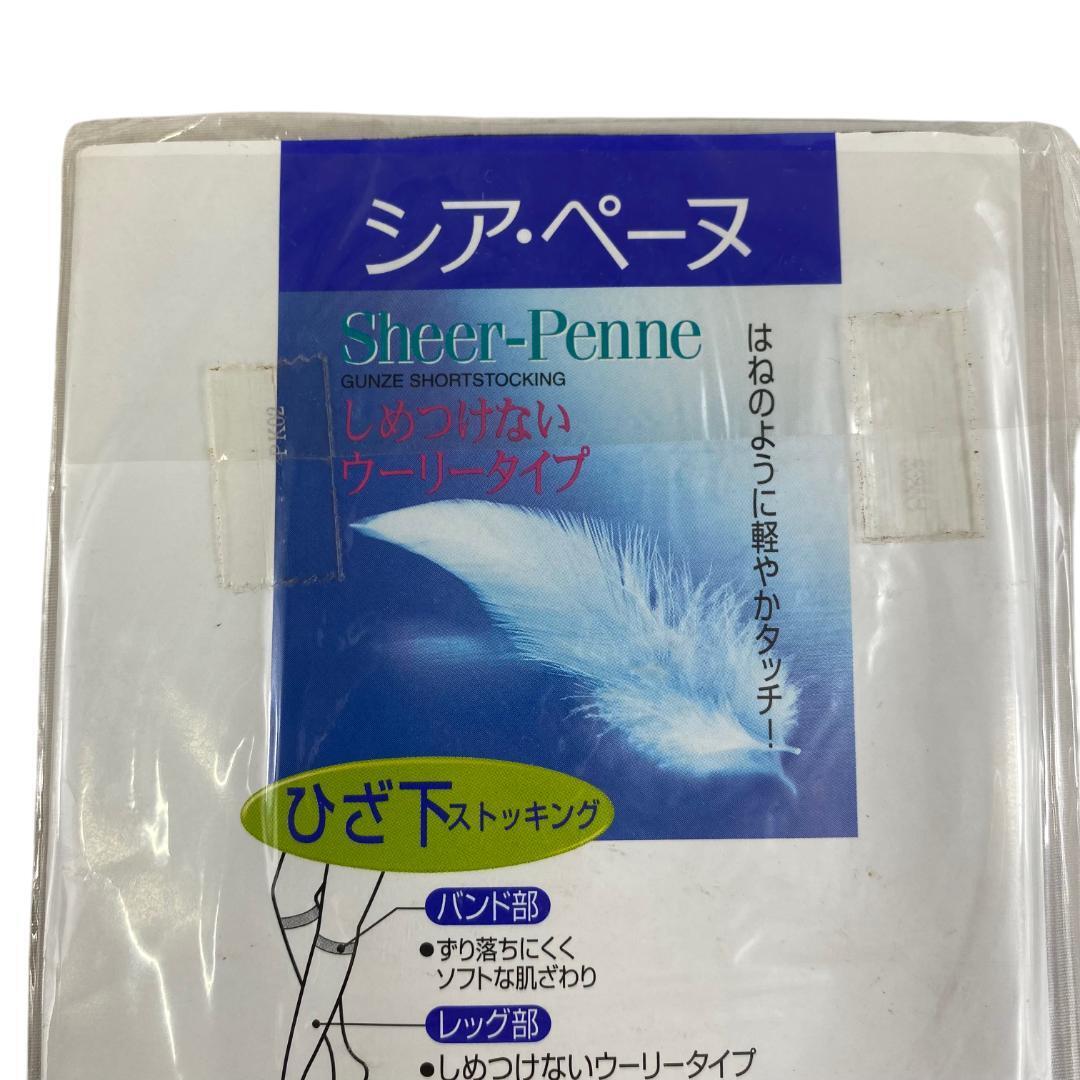 シア・ペーヌ
Sheer-Penne
GUNZE SHORTSTOCKING
しめつけない
ウーリータイプ
はねのように軽やかタッチー!
PK02
ひざ下ストッキング
バンド部
●ずり落ちにくく
ソフトな肌ざわり
レッグ部
●しめつけないウーリータイプ